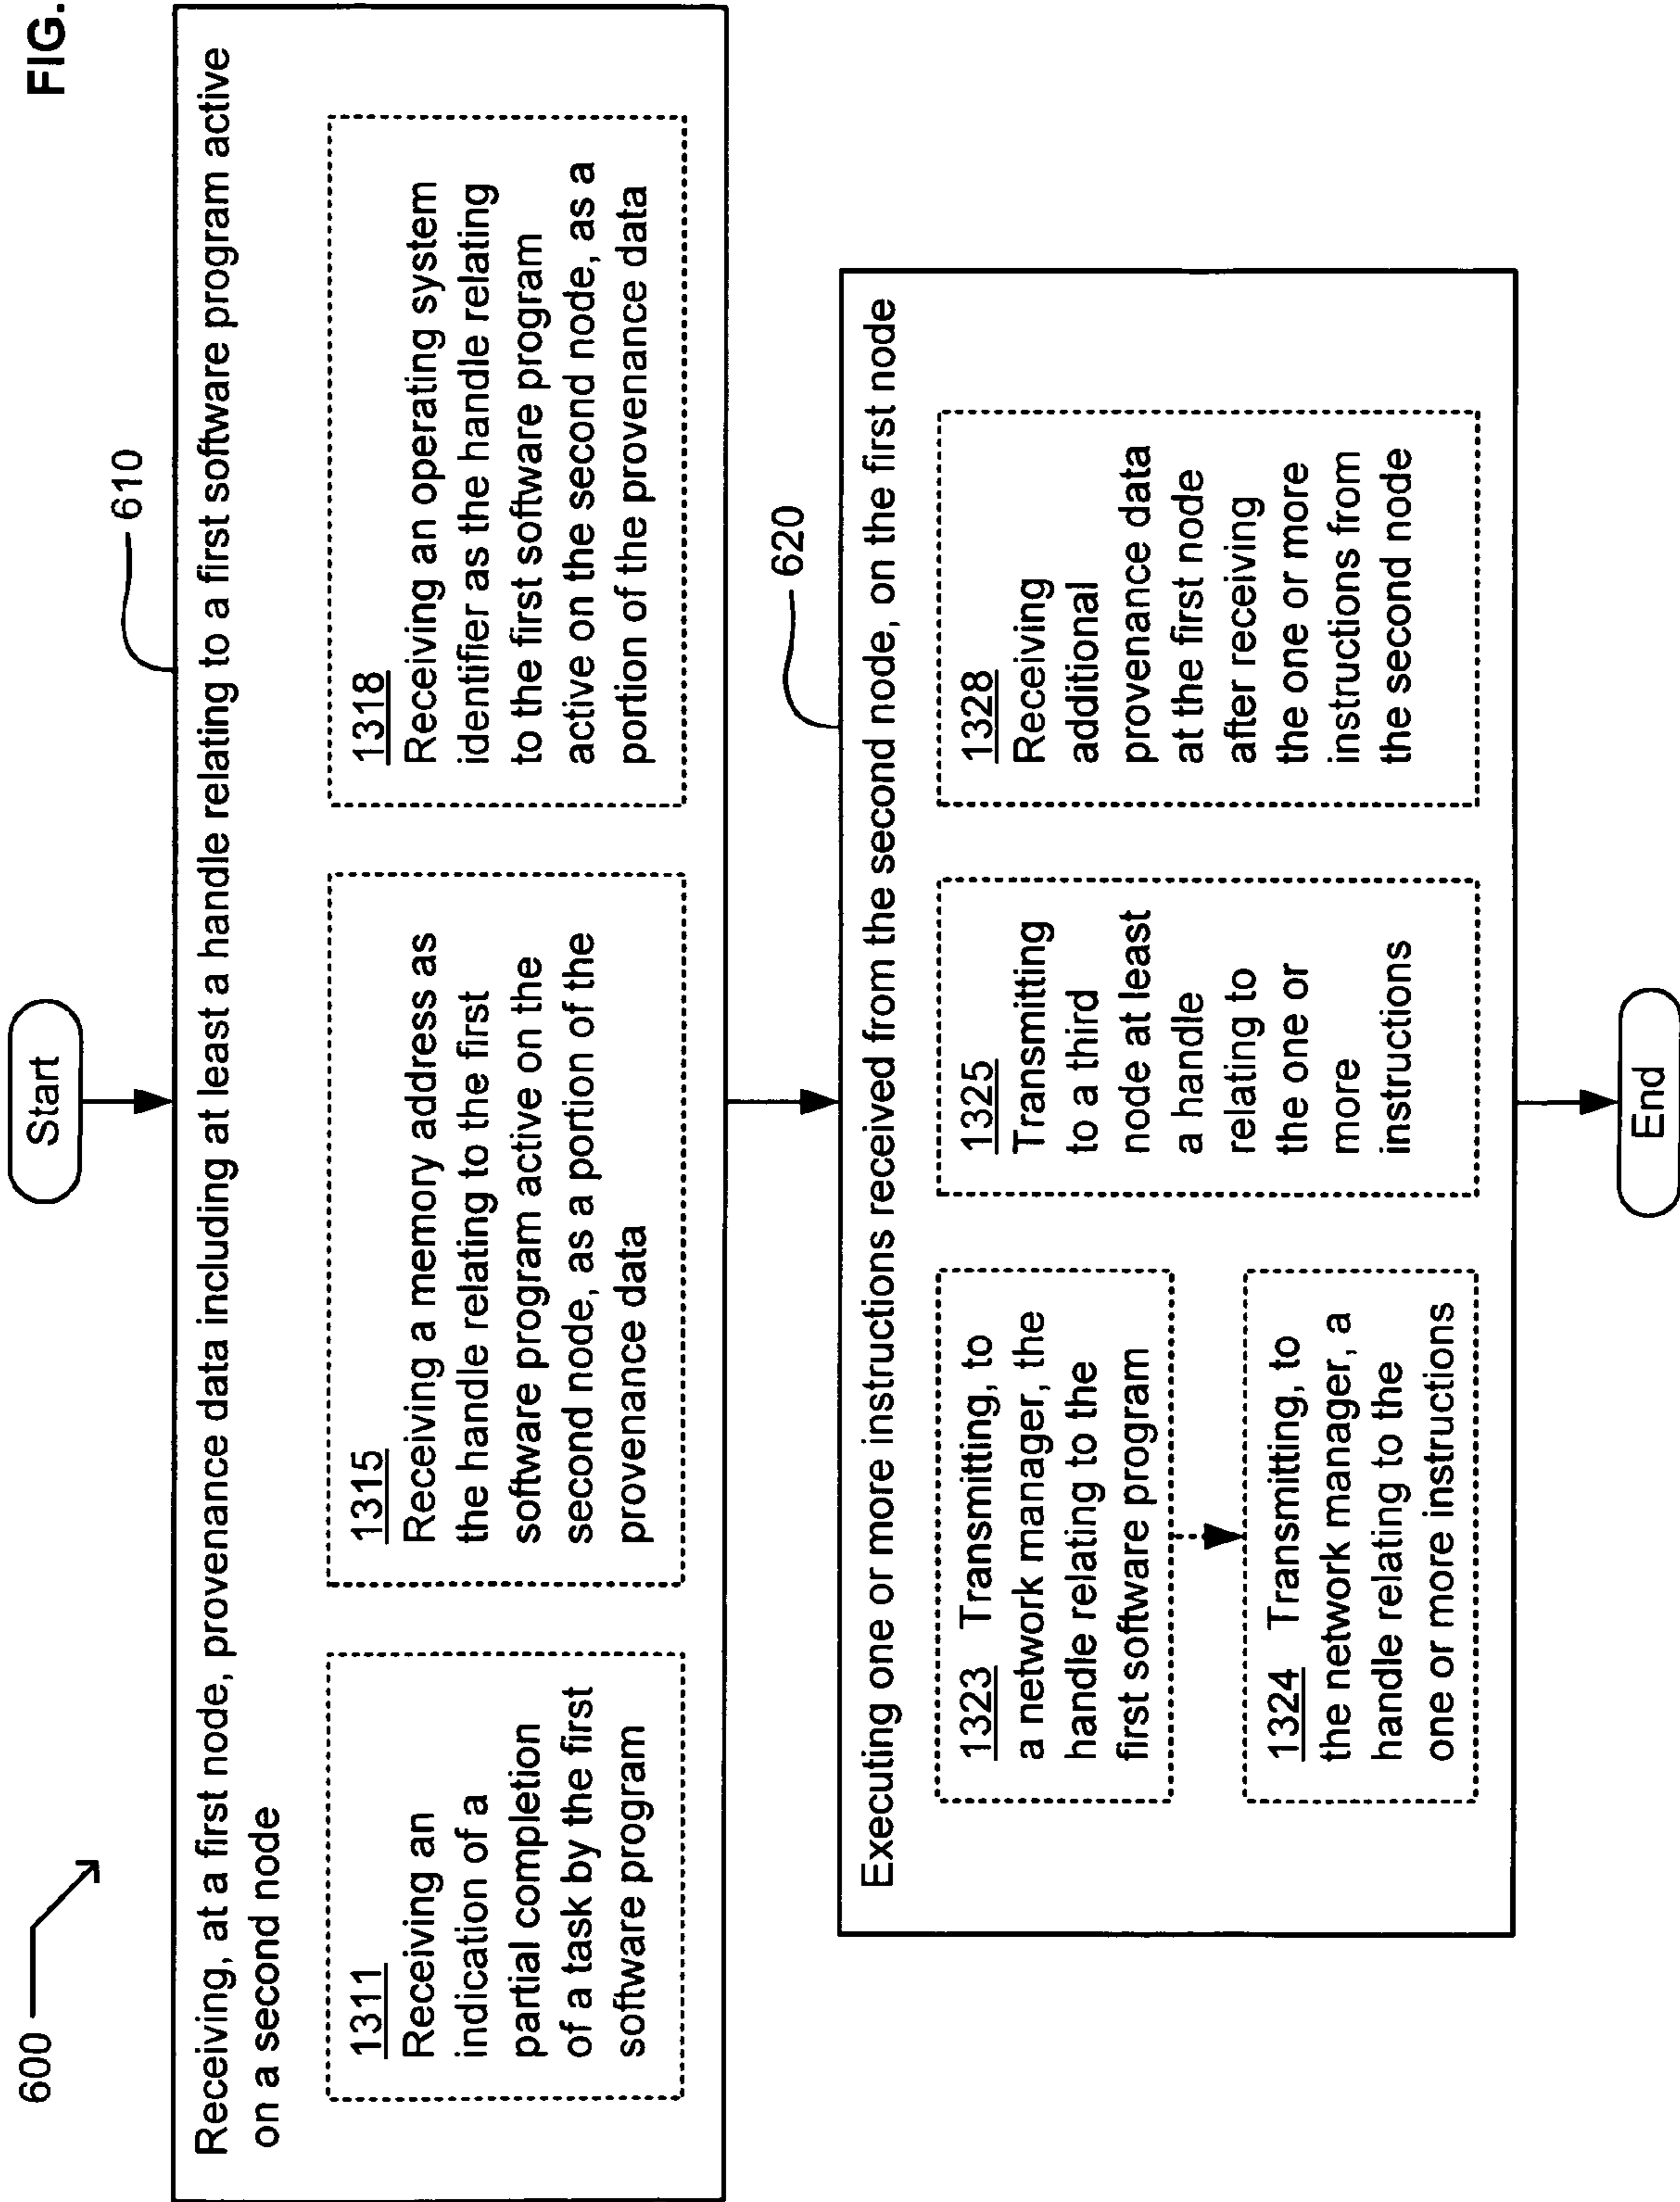 FIG.
600
Start
610
Receiving, at a first node, provenance data including at least a handle relating to a first software program active
on a second node
1311
Receiving an
indication of a
partial completion
of a task by the first
software program
1315
Receiving a memory address as
the handle relating to the first
software program active on the
second node, as a portion of the
provenance data
1318
Receiving an operating system
identifier as the handle relating
to the first software program
active on the second node, as a
portion of the provenance data
620
Executing one or more instructions received from the second node, on the first node
1323 Transmitting, to
a network manager, the
handle relating to the
first software program
1324 Transmitting, to
the network manager, a
handle relating to the
one or more instructions
1325
Transmitting
to a third
node at least
a handle
relating to
the one or
more
instructions
1328
Receiving
additional
provenance data
at the first node
after receiving
the one or more
instructions from
the second node
End